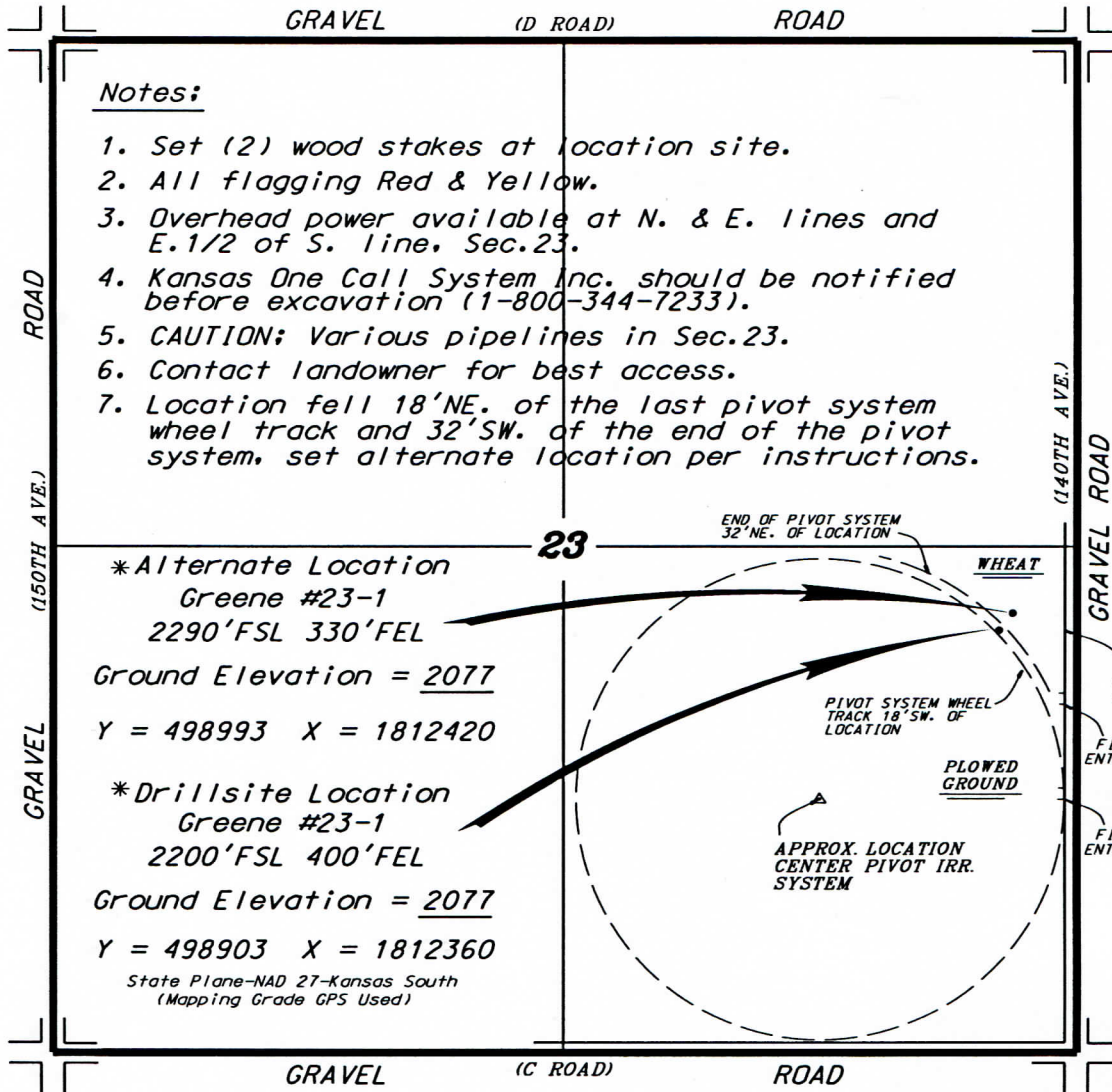 GRAVEL (D ROAD) ROAD
Notes:
1. Set (2) wood stakes at location site.
2. All flagging Red & Yellow.
3. Overhead power available at N. & E. lines and
E.1/2 of S. line, Sec.23.
4. Kansas One Call System Inc. should be notified
before excavation (1-800-344-7233).
5. CAUTION: Various pipelines in Sec.23.
6. Contact landowner for best access.
7. Location fell 18'NE. of the last pivot system
wheel track and 32'SW. of the end of the pivot
system, set alternate location per instructions.
GRAVEL (150TH AVE.) ROAD
(140TH AVE.)
GRAVEL ROAD
23
END OF PIVOT SYSTEM
32'NE. OF LOCATION
WHEAT
*Alternate Location
Greene #23-1
2290'FSL 330'FEL
Ground Elevation = 2077
Y = 498993 X = 1812420
PIVOT SYSTEM WHEEL
TRACK 18'SW. OF
LOCATION
PLOWED
GROUND
*Drillsite Location
Greene #23-1
2200'FSL 400'FEL
Ground Elevation = 2077
Y = 498903 X = 1812360
State Plane-NAD 27-Kansas South
(Mapping Grade GPS Used)
APPROX. LOCATION
CENTER PIVOT IRR.
SYSTEM
GRAVEL (C ROAD) ROAD